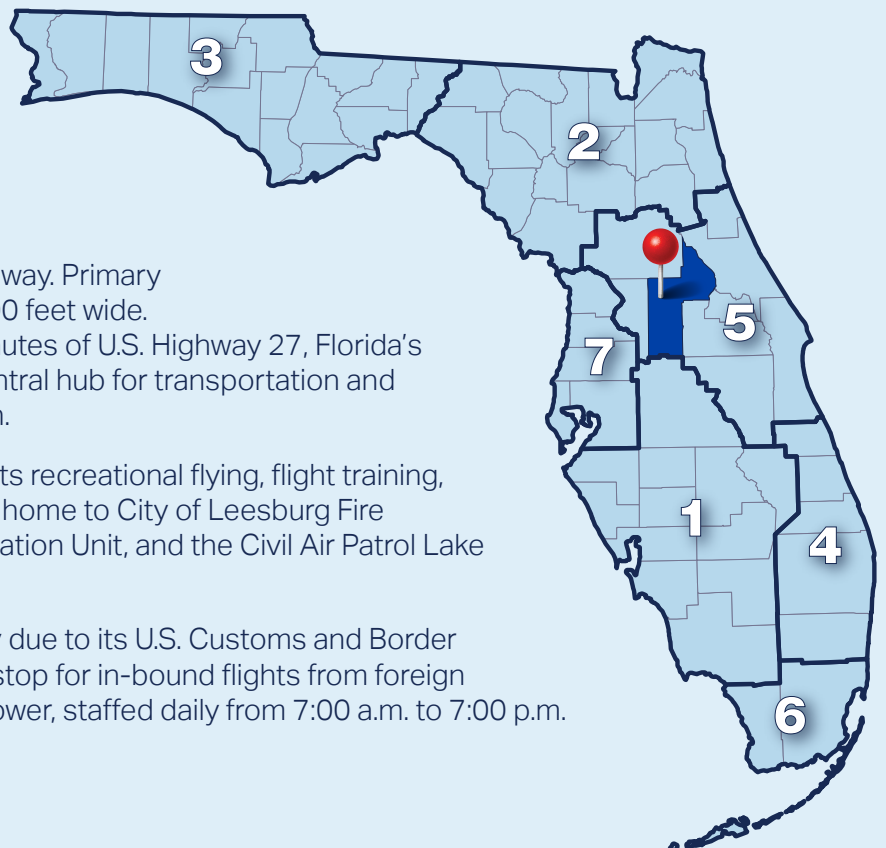 3
2
way. Primary
0 feet wide.
utes of U.S. Highway 27, Florida's
ntral hub for transportation and
n.
5
7
ts recreational flying, flight training,
home to City of Leesburg Fire
ation Unit, and the Civil Air Patrol Lake
1
4
y due to its U.S. Customs and Border
stop for in-bound flights from foreign
ower, staffed daily from 7:00 a.m. to 7:00 p.m.
6